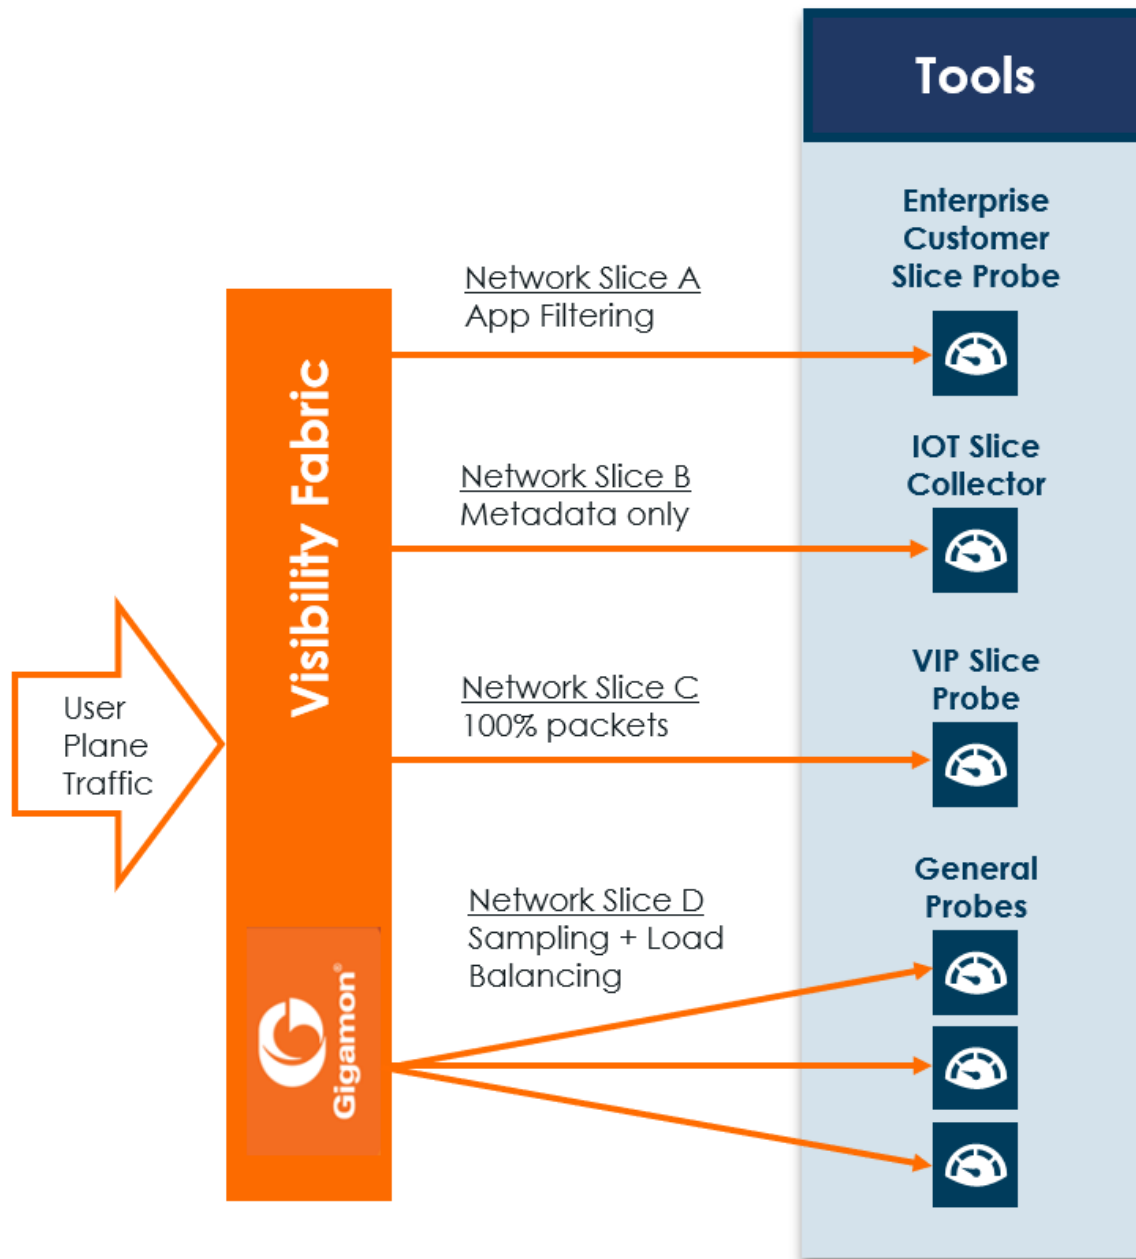 Tools
Enterprise
Customer
Slice Probe
Network Slice A
App Filtering
IOT Slice
Collector
Network Slice B
Metadata only
Visibility Fabric
VIP Slice
Probe
Network Slice C
100% packets
User
Plane
Traffic
General
Probes
Network Slice D
Sampling + Load
Balancing
Gigamon®